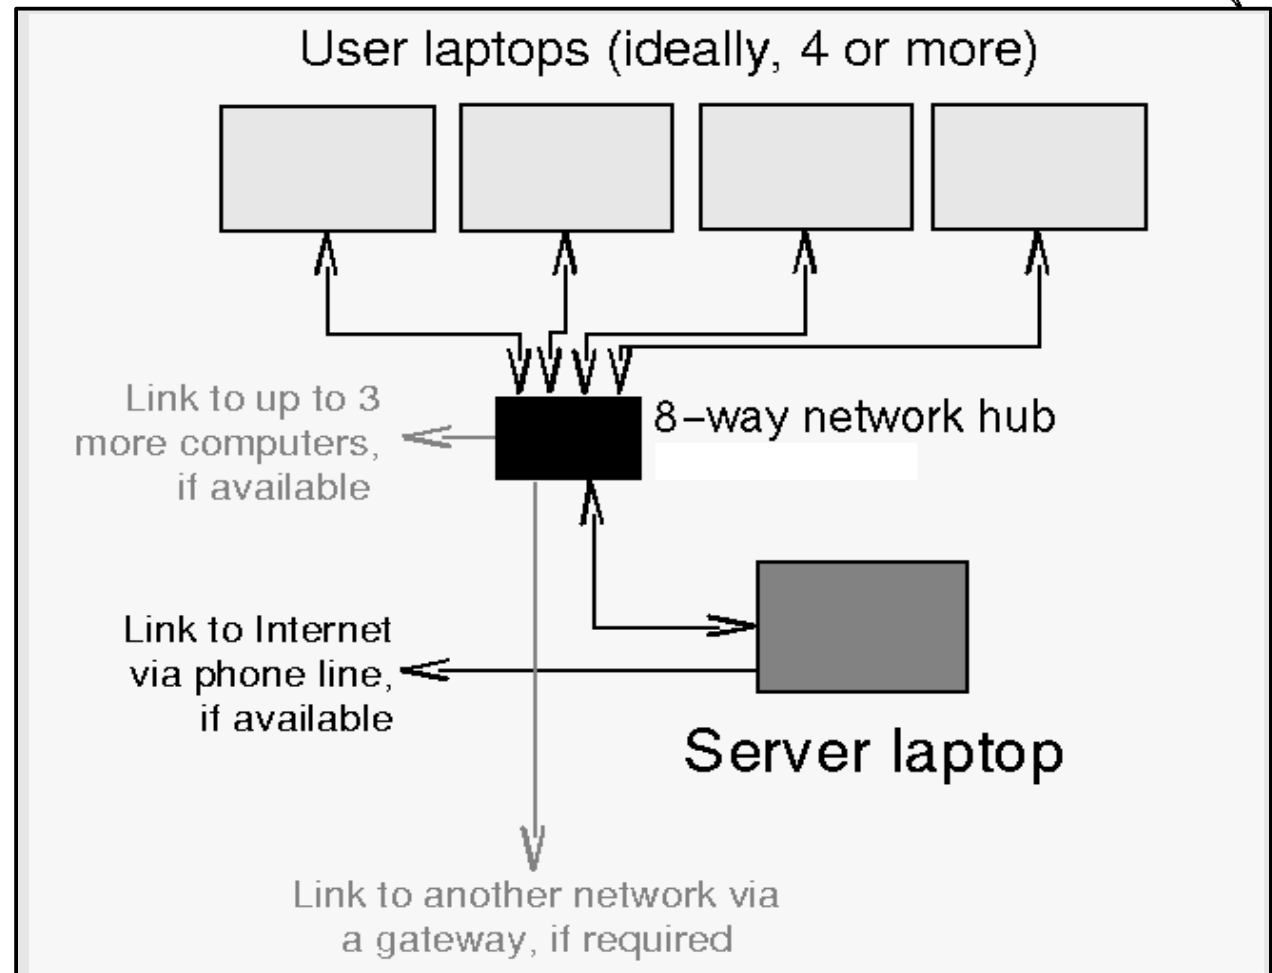 User laptops (ideally, 4 or more)
Link to up to 3
more computers,
if available
8-way network hub
Link to Internet
via phone line,
if available
Server laptop
Link to another network via
a gateway, if required